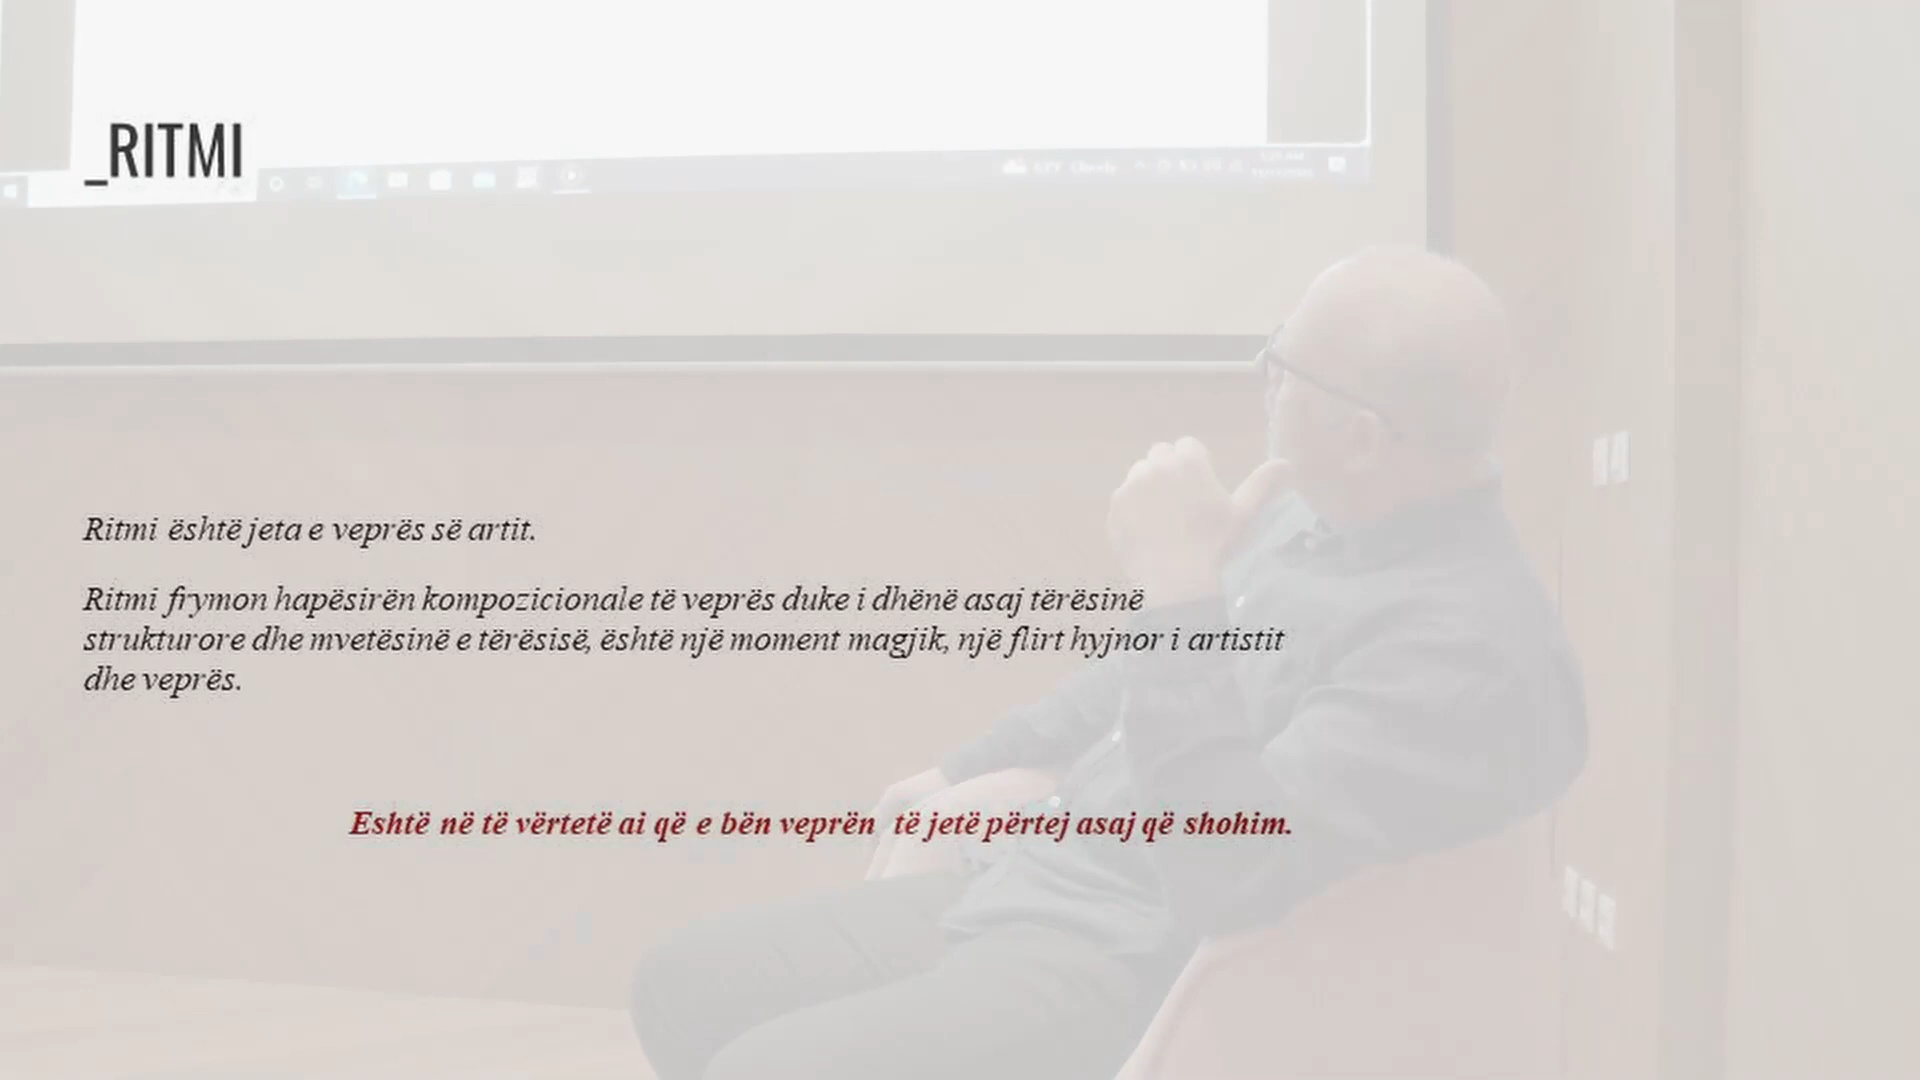 _RITMI
Ritmi është jeta e veprës së artit.
Ritmi frymon hapësirën kompozicionale të veprës duke i dhënë asaj tërësinë
strukturore dhe mvetësinë e tërësisë, është një moment magjik, një flirt hyjnor i artistit
dhe veprës.
Eshtë në të vërtetë ai që e bën veprën të jetë përtej asaj që shohim.